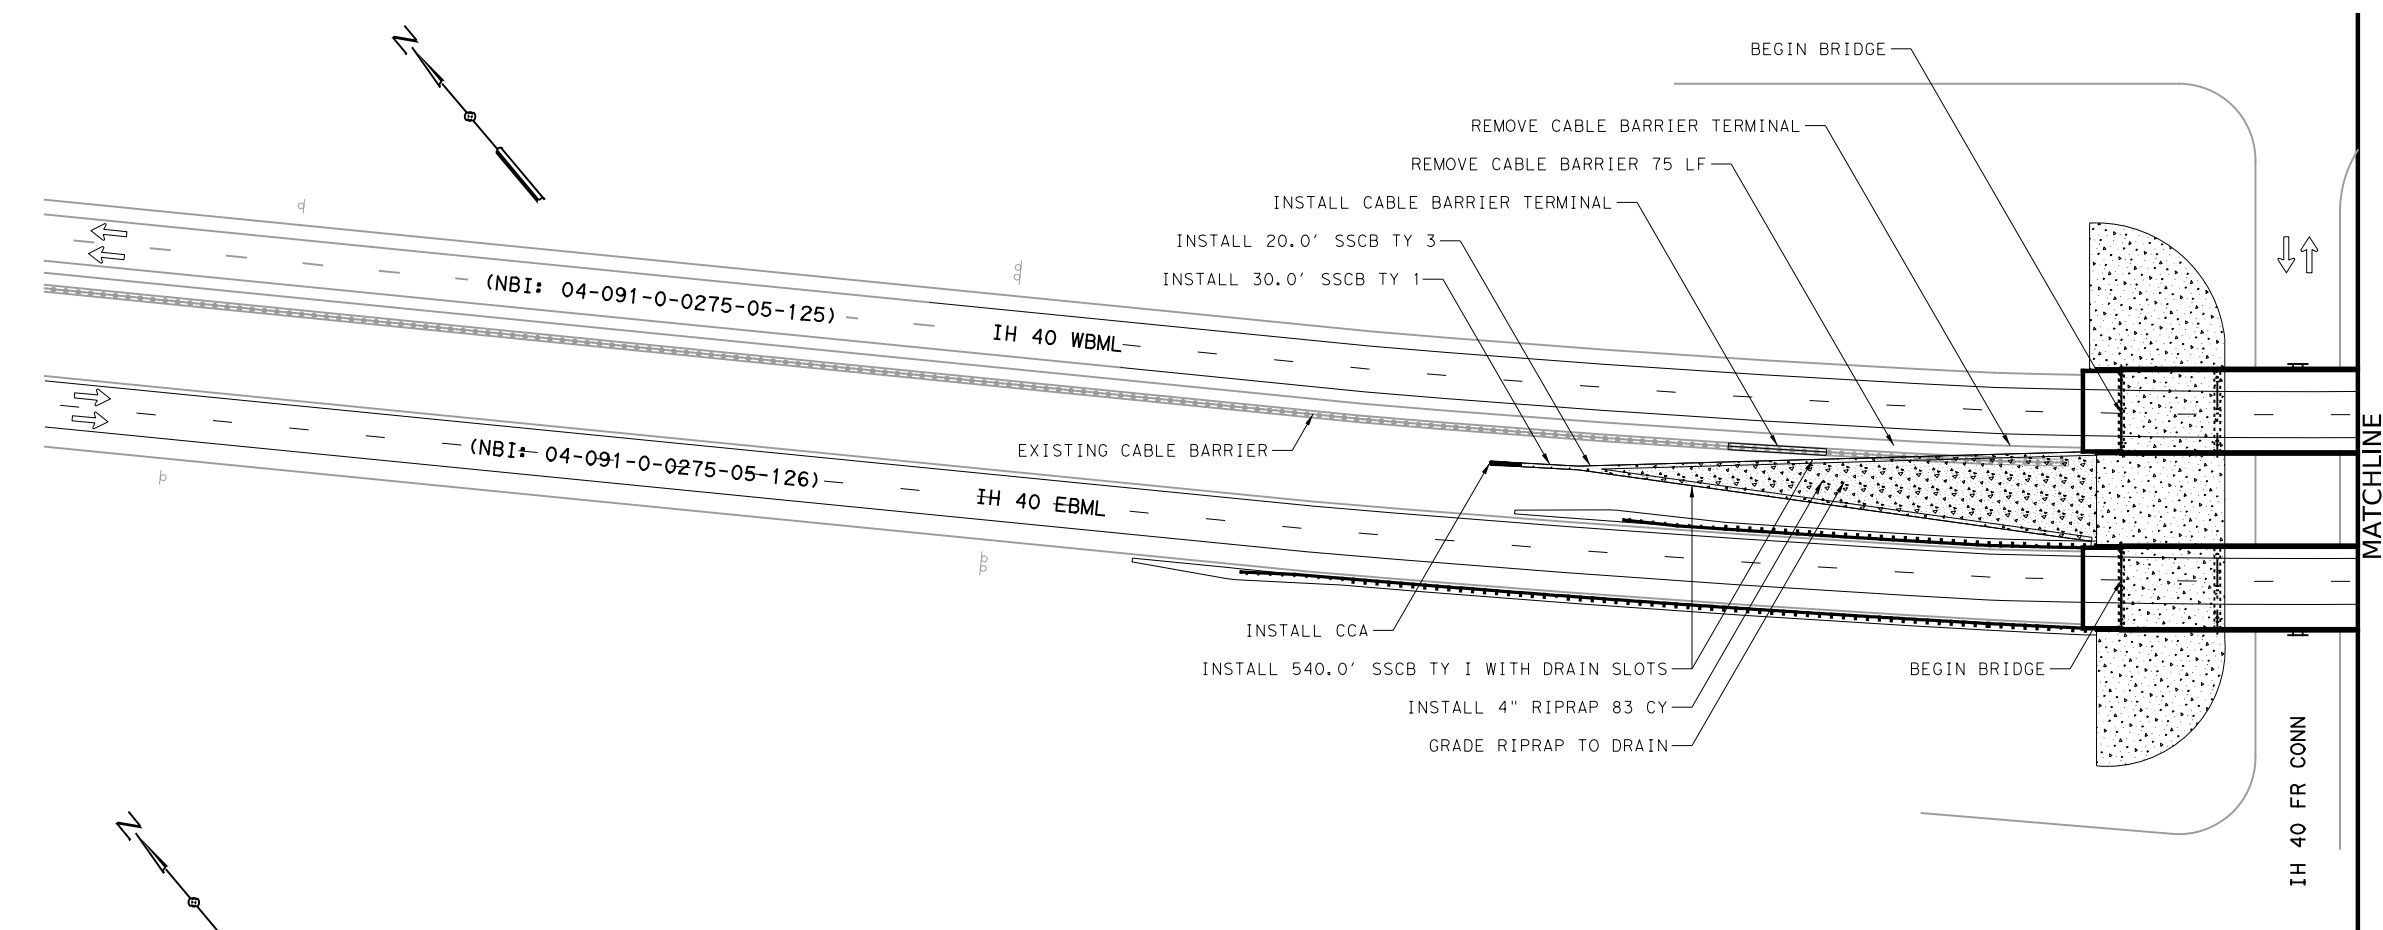 N
BEGIN BRIDGE
REMOVE CABLE BARRIER TERMINAL
REMOVE CABLE BARRIER 75 LF
INSTALL CABLE BARRIER TERMINAL
INSTALL 20.0' SSCB TY 3
INSTALL 30.0' SSCB TY 1
(NBI: 04-091-0-0275-05-125)
IH 40 WBML
EXISTING CABLE BARRIER
(NBI: 04-091-0-0275-05-126)
IH 40 EBML
MATCHLINE
INSTALL CCA
INSTALL 540.0' SSCB TY I WITH DRAIN SLOTS
BEGIN BRIDGE
INSTALL 4" RIPRAP 83 CY
GRADE RIPRAP TO DRAIN
IH 40 FR CONN
N